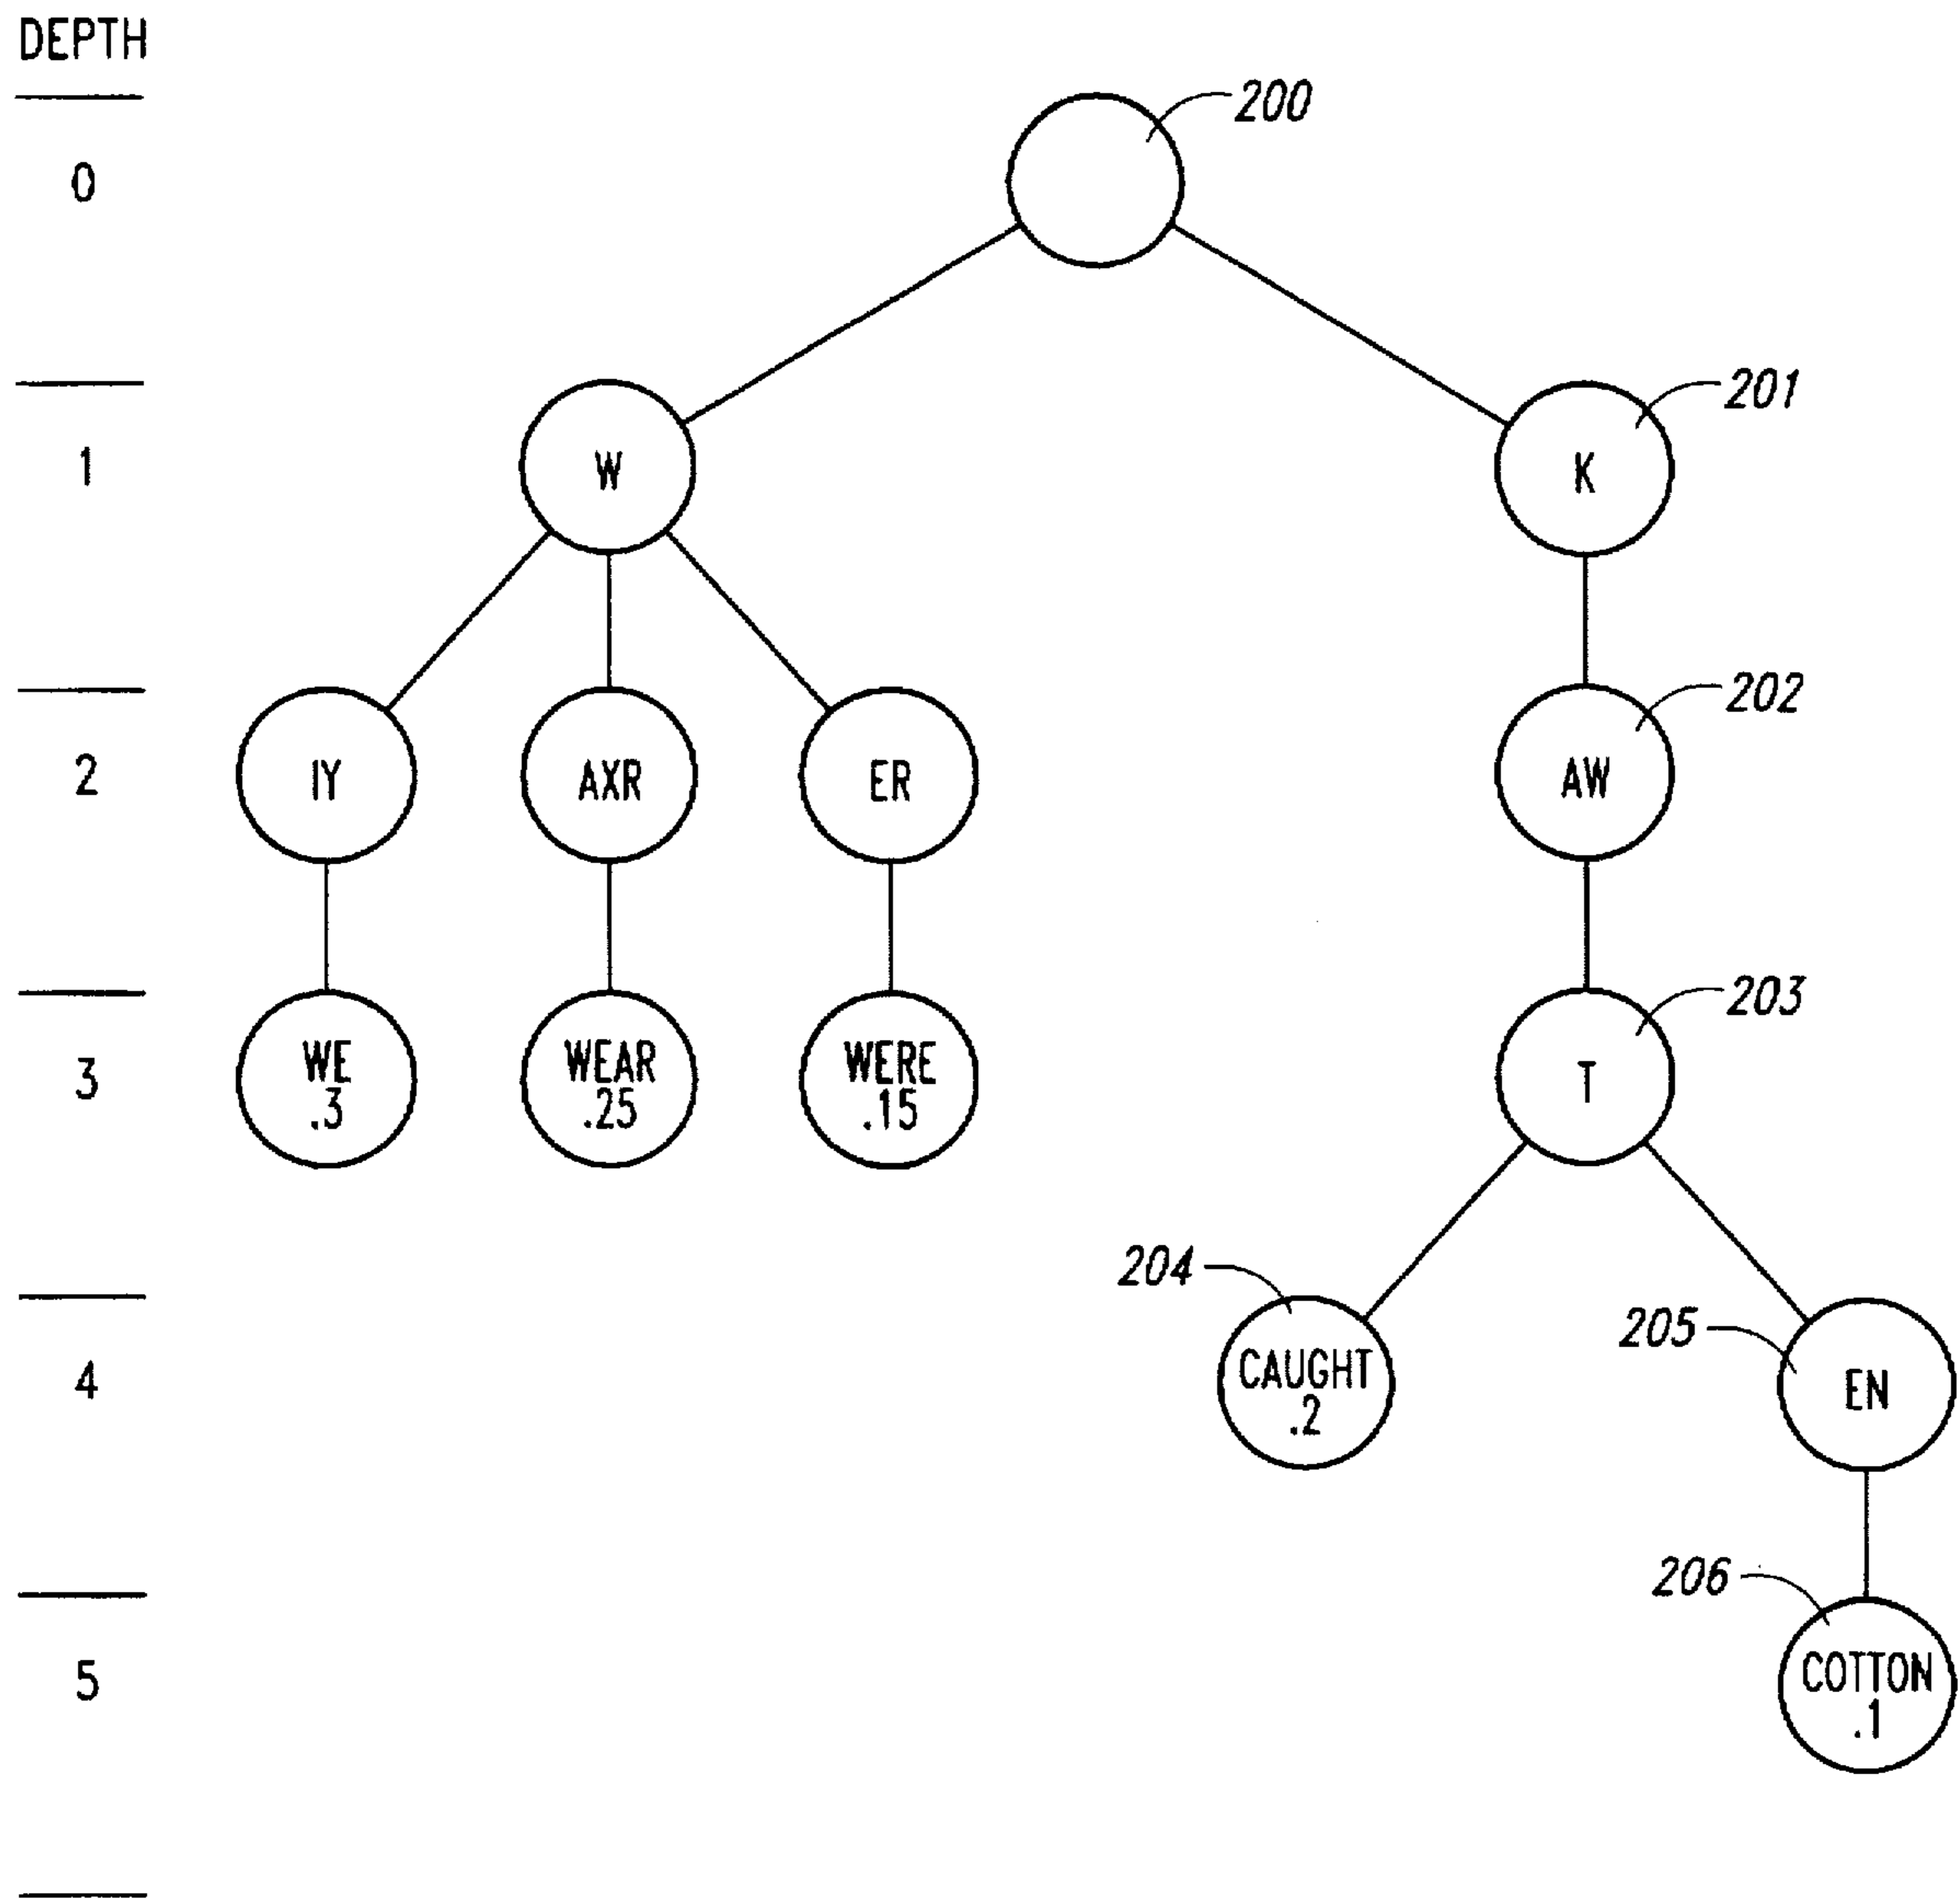 DEPTH
200
0
201
1
W
K
202
2
IY
AXR
ER
AW
203
3
WE
.3
WEAR
.25
WERE
.15
T
204
205
4
CAUGHT
.2
EN
206
5
COTTON
.1